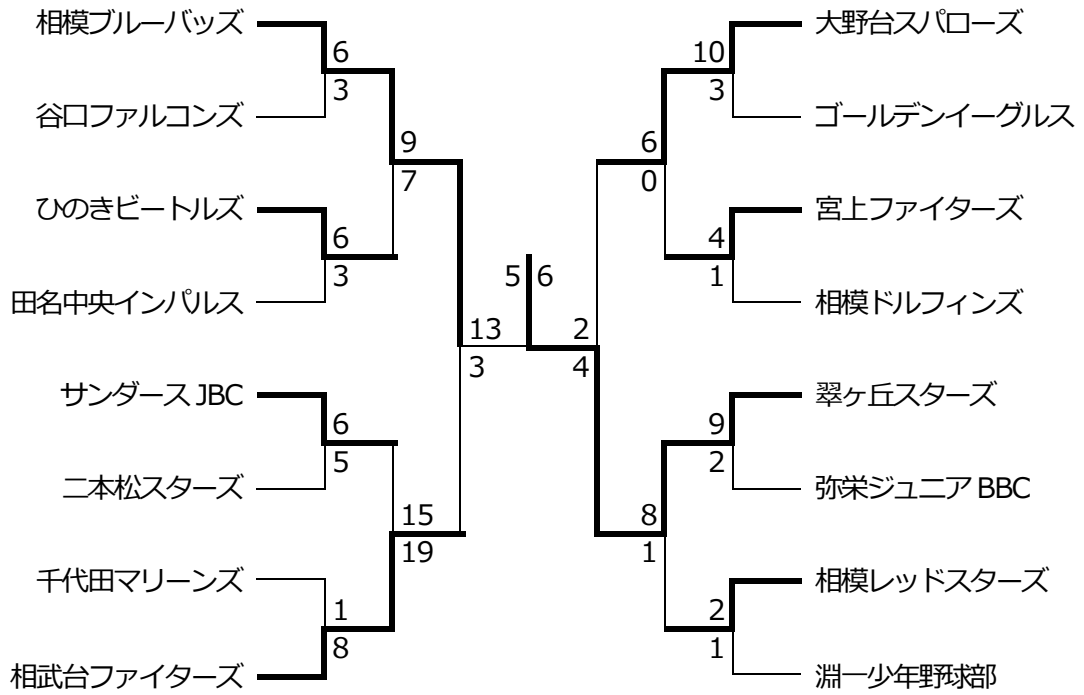 相模ブルーバッズ
6
3
谷口ファルコンズ
9
7
ひのきビートルズ
6
3
田名中央インパルス
13
3
サンダース JBC
6
5
二本松スターズ
15
19
千代田マリーンズ
1
8
相武台ファイターズ
5 6
大野台スパローズ
10
3
ゴールデンイーグルス
6
0
宮上ファイターズ
4
1
相模ドルフィンズ
2
4
翠ヶ丘スターズ
9
2
弥栄ジュニア BBC
8
1
相模レッドスターズ
2
1
淵一少年野球部